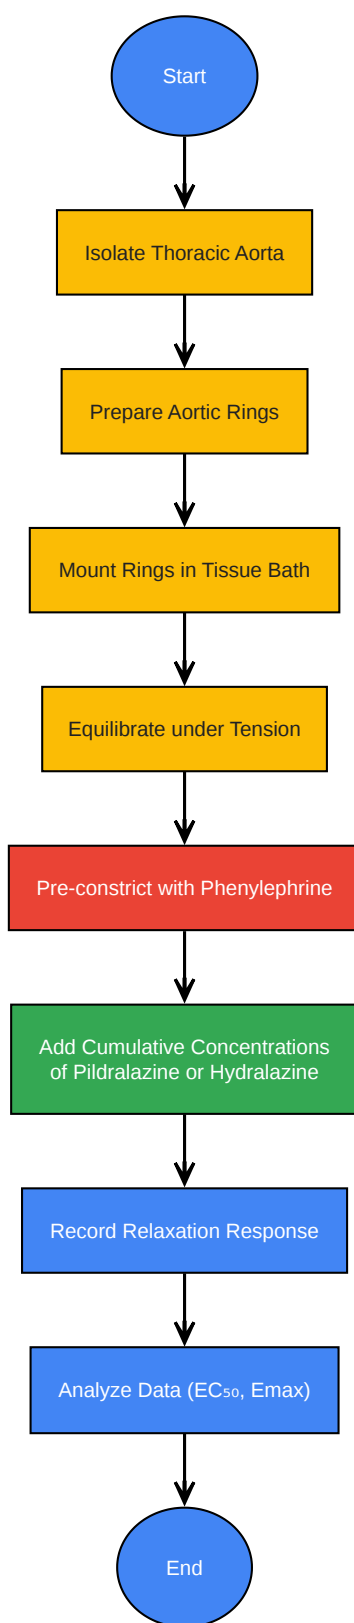 Start
Isolate Thoracic Aorta
Prepare Aortic Rings
Mount Rings in Tissue Bath
Equilibrate under Tension
Pre-constrict with Phenylephrine
Add Cumulative Concentrations
of Pildralazine or Hydralazine
Record Relaxation Response
Analyze Data (EC₅₀, Emax)
End